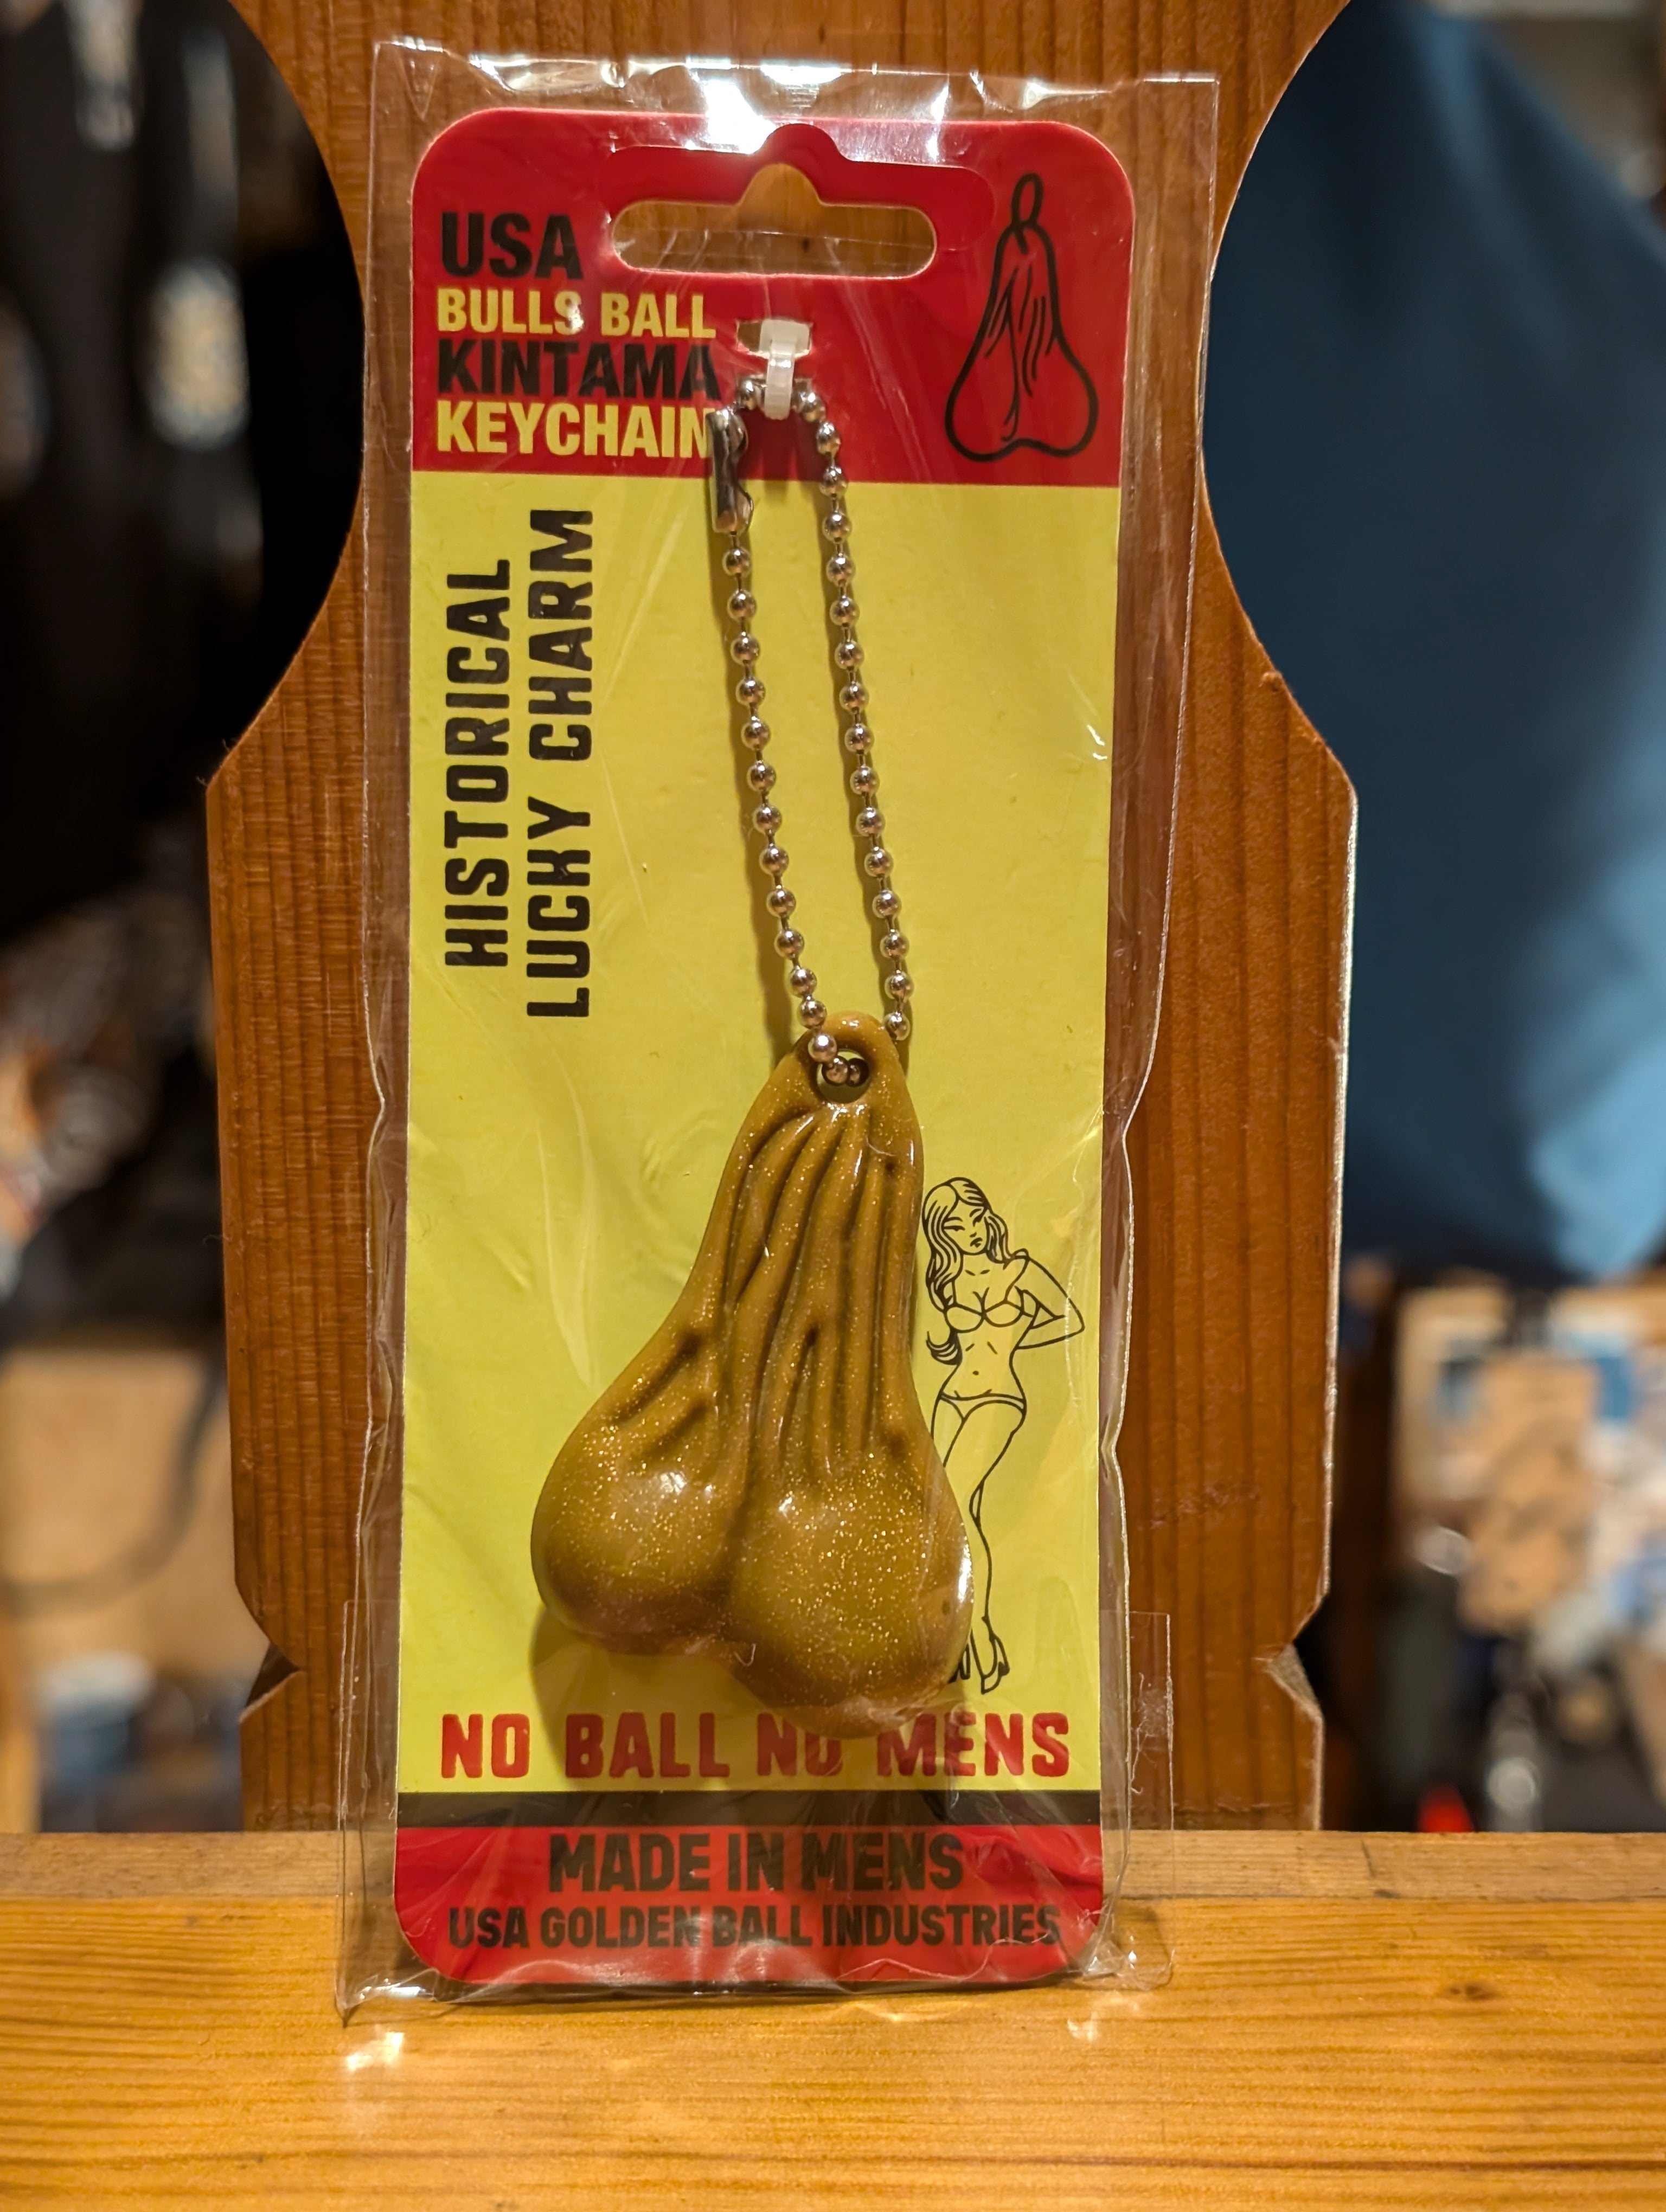 USA
BULLS BALL
KINTAMA
KEYCHAIN
HISTORICAL
LUCKY CHARM
NO BALL NO MENS
MADE IN MENS
USA GOLDEN BALL INDUSTRIES